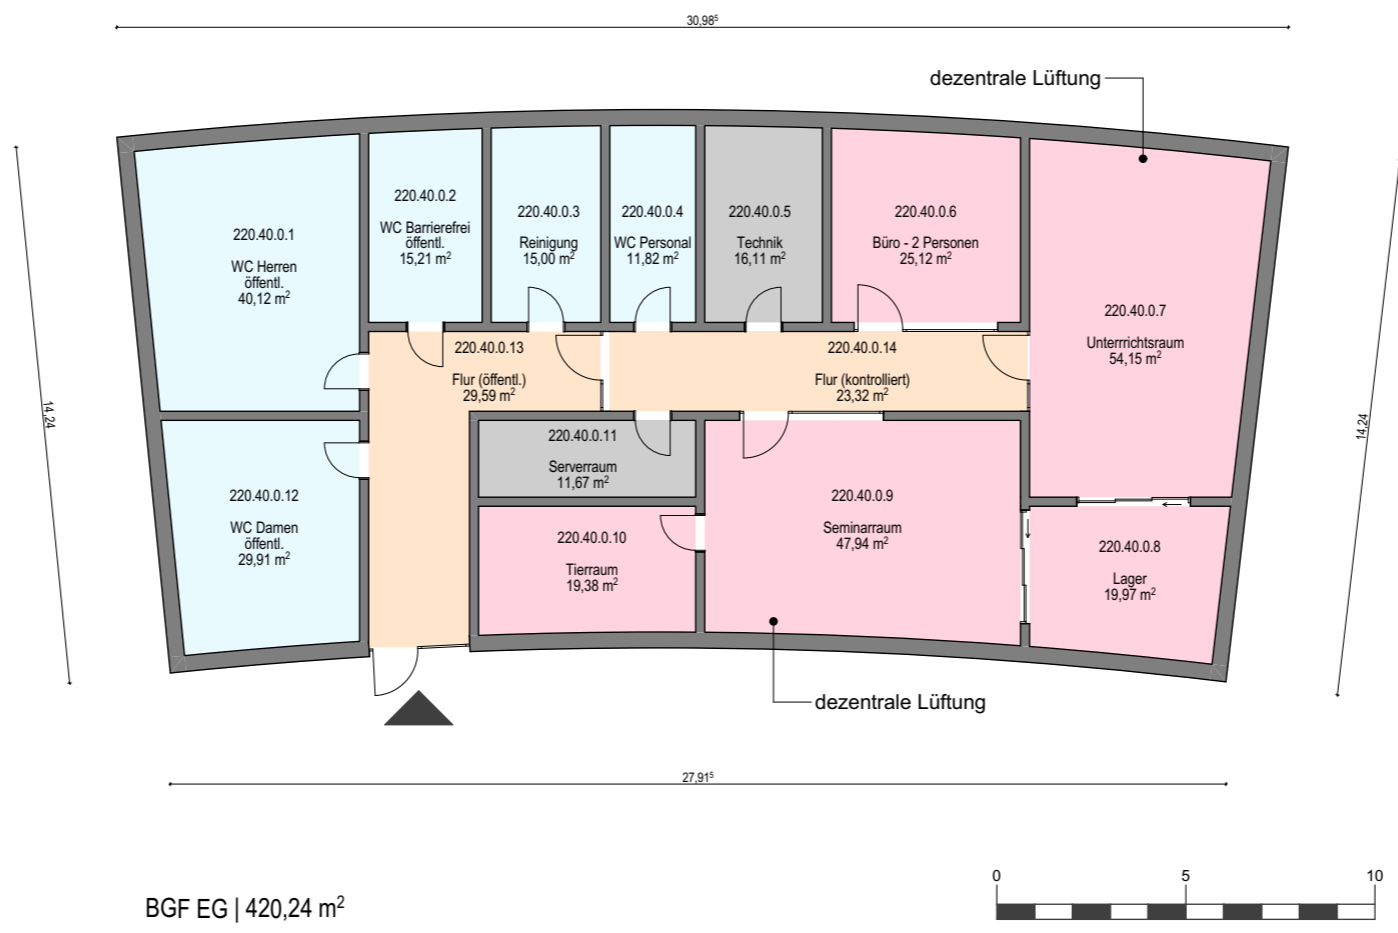 30,98⁵
dezentrale Lüftung
14,24
14,24
220.40.0.1
WC Herren
öffentl.
40,12 m²
220.40.0.2
WC Barrierefrei
öffentl.
15,21 m²
220.40.0.3
Reinigung
15,00 m²
220.40.0.4
WC Personal
11,82 m²
220.40.0.5
Technik
16,11 m²
220.40.0.6
Büro - 2 Personen
25,12 m²
220.40.0.7
Unterrrichtsraum
54,15 m²
220.40.0.13
Flur (öffentl.)
29,59 m²
220.40.0.14
Flur (kontrolliert)
23,32 m²
220.40.0.11
Serverraum
11,67 m²
220.40.0.12
WC Damen
öffentl.
29,91 m²
220.40.0.10
Tierraum
19,38 m²
220.40.0.9
Seminarraum
47,94 m²
220.40.0.8
Lager
19,97 m²
dezentrale Lüftung
27,91⁵
BGF EG | 420,24 m²
0 5 10